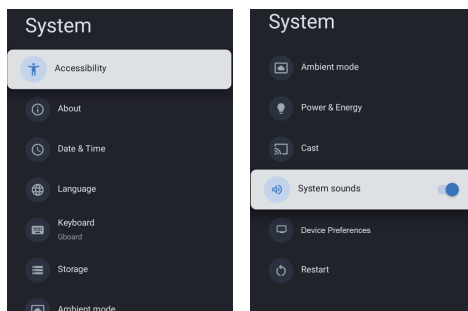 System
Accessibility
About
Date & Time
Language
Keyboard
Gboard
Storage
Ambient mode
System
Ambient mode
Power & Energy
Cast
System sounds
Device Preferences
Restart